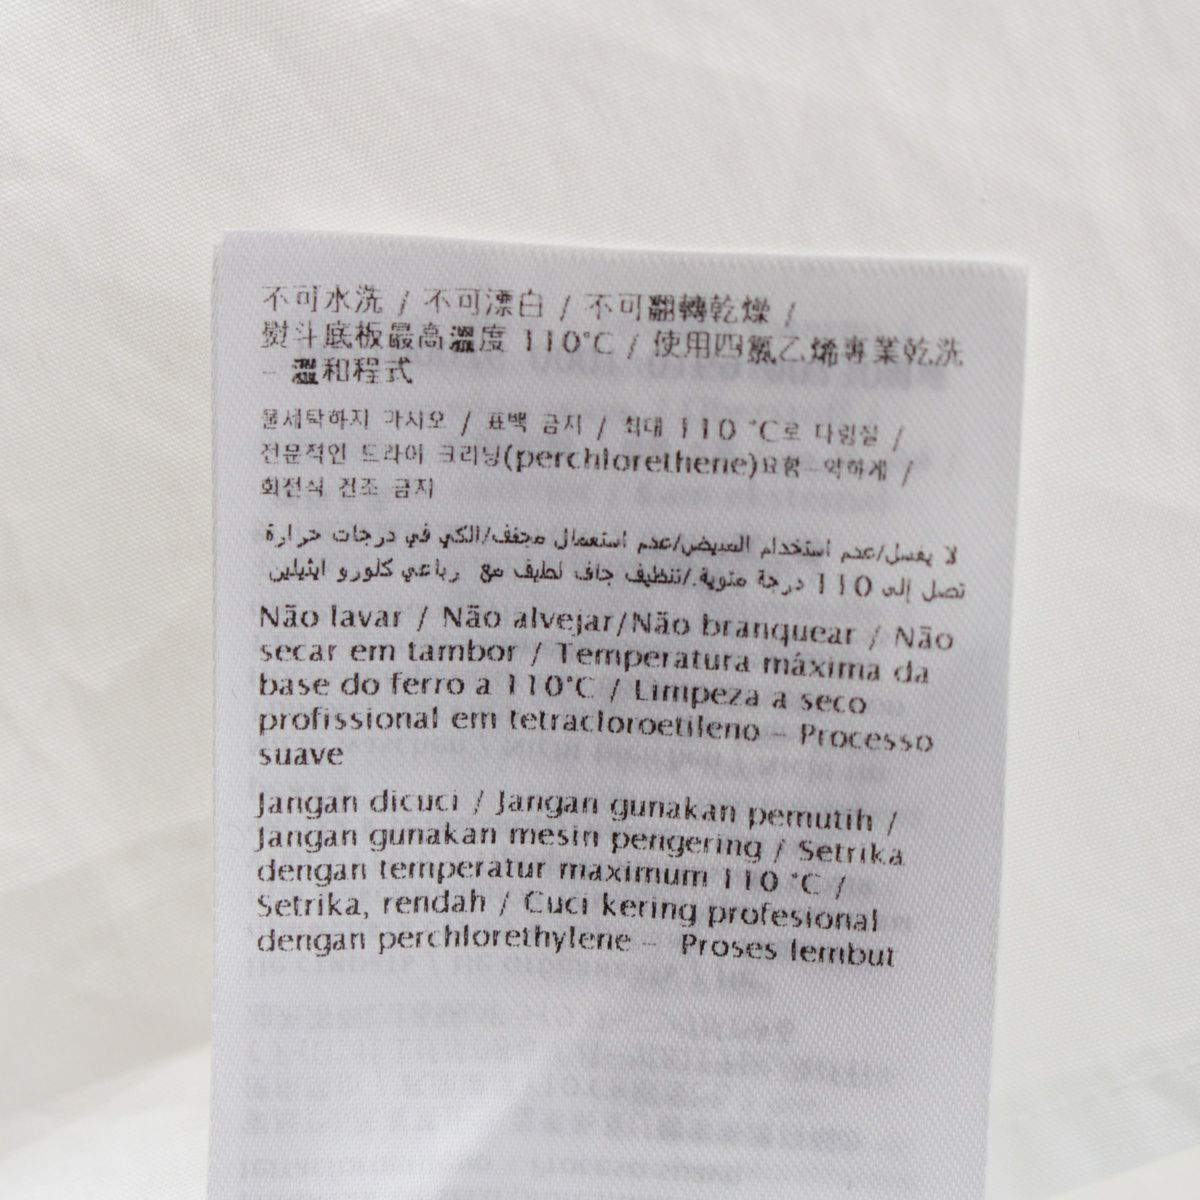 不可水洗 / 不可漂白 / 不可翻轉乾燥 /
熨斗底板最高溫度 110°C / 使用四氯乙烯專業乾洗
– 溫和程式
물세탁하지 마시오 / 표백 금지 / 최대 110 °C로 다림질 /
전문적인 드라이 크리닝(perchlorethene)요함–약하게 /
회전식 건조 금지
لا يغسل/عدم استخدام المبيض/عدم استعمال مجفف/الكي في درجات حرارة
تصل إلى 110 درجة مئوية./تنظيف جاف لطيف مع رباعي كلورو ايثيلين
Não lavar / Não alvejar/Não branquear / Não
secar em tambor / Temperatura máxima da
base do ferro a 110°C / Limpeza a seco
profissional em tetracloroetileno – Processo
suave
Jangan dicuci / Jangan gunakan pemutih /
Jangan gunakan mesin pengering / Setrika
dengan temperatur maximum 110 °C /
Setrika, rendah / Cuci kering profesional
dengan perchlorethylene – Proses lembut